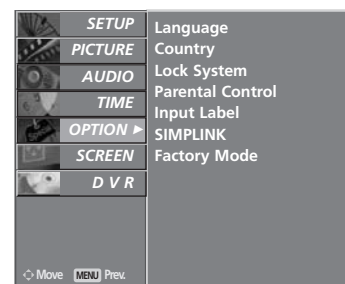 SETUP
PICTURE
AUDIO
TIME
OPTION ►
SCREEN
D V R
Language
Country
Lock System
Parental Control
Input Label
SIMPLINK
Factory Mode
Move MENU Prev.